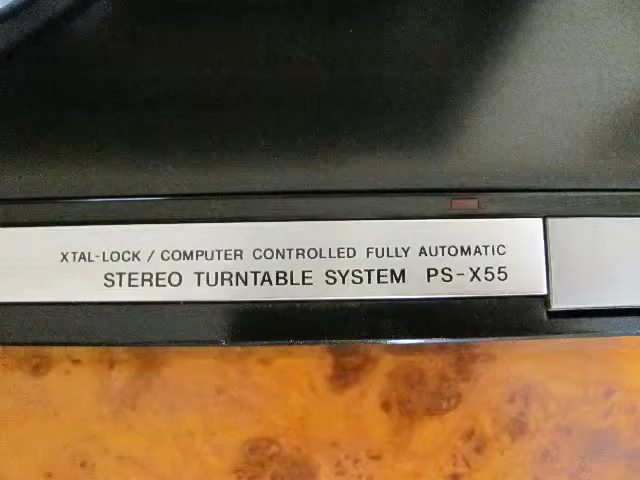 XTAL-LOCK / COMPUTER CONTROLLED FULLY AUTOMATIC
STEREO TURNTABLE SYSTEM PS-X55